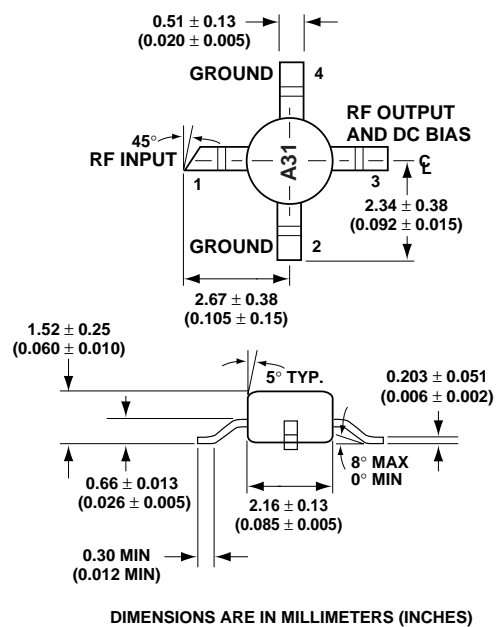 0.51 ± 0.13
(0.020 ± 0.005)
GROUND
4
RF OUTPUT
AND DC BIAS
45°
RF INPUT
1
A31
3
C
L
2.34 ± 0.38
(0.092 ± 0.015)
GROUND
2
2.67 ± 0.38
(0.105 ± 0.15)
1.52 ± 0.25
(0.060 ± 0.010)
5° TYP.
0.203 ± 0.051
(0.006 ± 0.002)
0.66 ± 0.013
(0.026 ± 0.005)
2.16 ± 0.13
(0.085 ± 0.005)
8° MAX
0° MIN
0.30 MIN
(0.012 MIN)
DIMENSIONS ARE IN MILLIMETERS (INCHES)